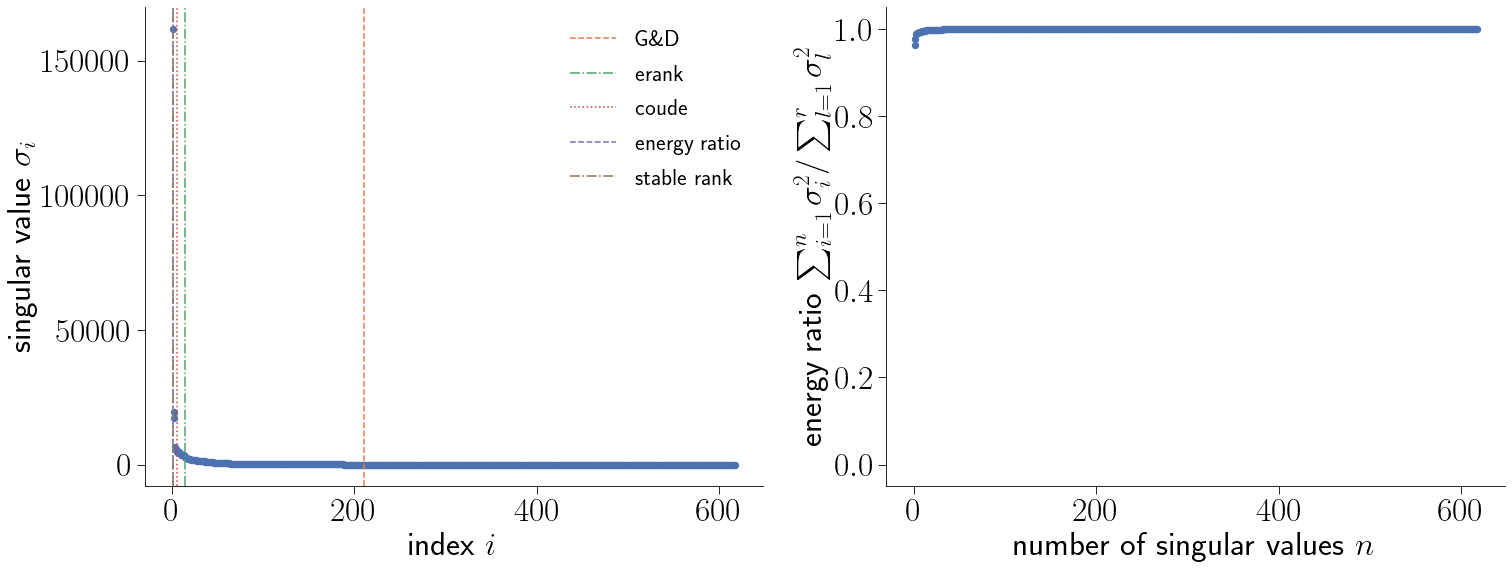 singular value σ_i
150000
100000
50000
0
0 200 400 600
index i
G&D
erank
coude
energy ratio
stable rank
energy ratio ∑_{i=1}^{n} σ_i^2 / ∑_{l=1}^{r} σ_l^2
1.0
0.8
0.6
0.4
0.2
0.0
0 200 400 600
number of singular values n